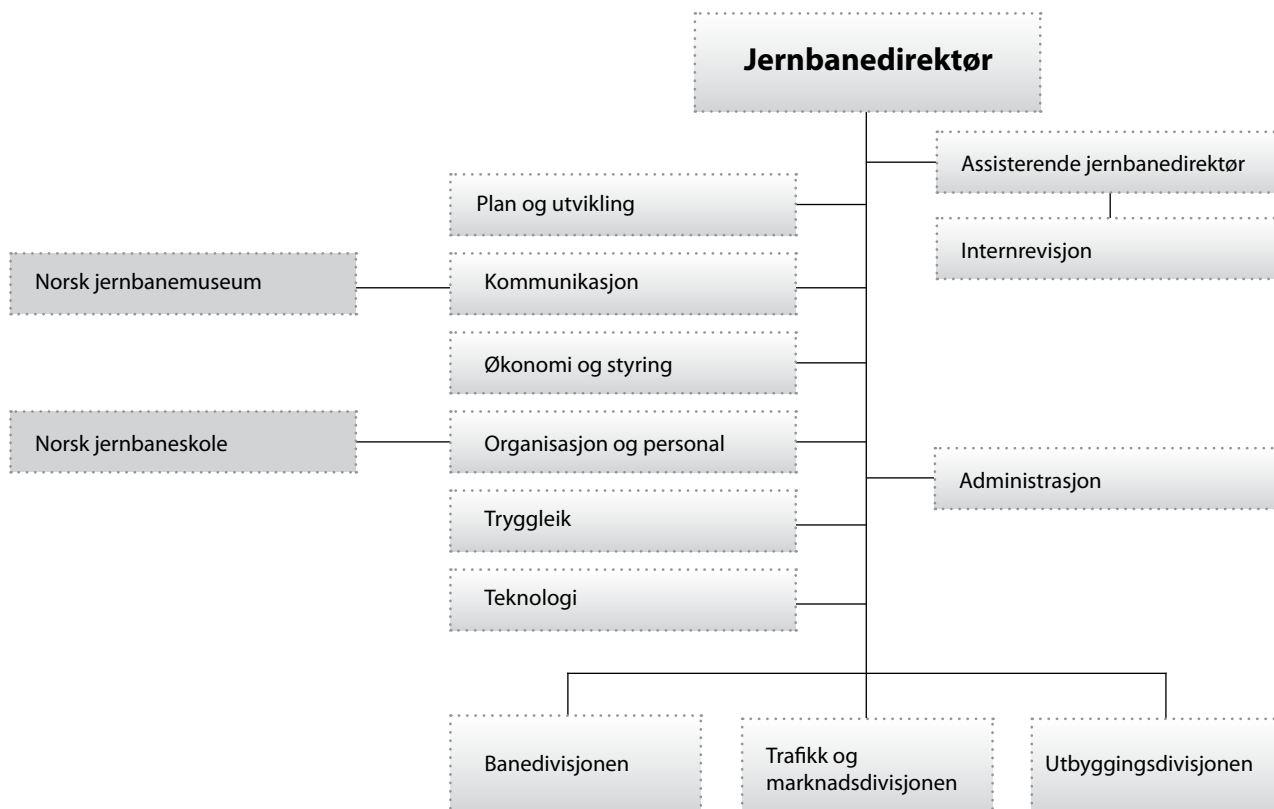 Jernbanedirektør
Assisterende jernbanedirektør
Plan og utvikling
Internrevisjon
Norsk jernbanemuseum
Kommunikasjon
Økonomi og styring
Norsk jernbaneskole
Organisasjon og personal
Administrasjon
Tryggleik
Teknologi
Banedivisjonen
Trafikk og
marknadsdivisjonen
Utbyggingsdivisjonen